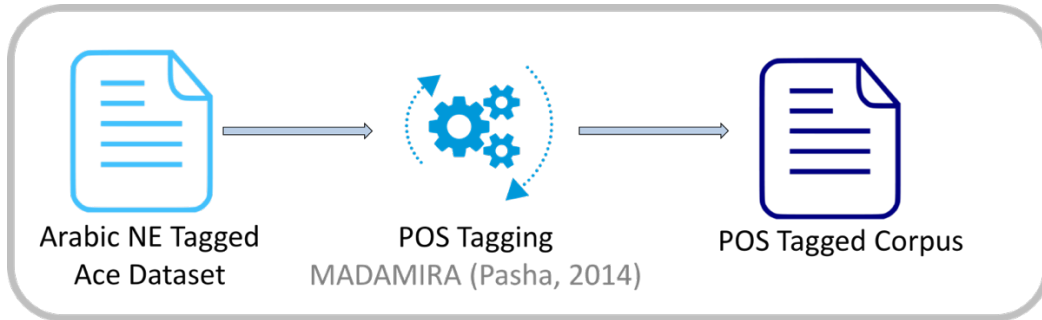 Arabic NE Tagged
Ace Dataset
POS Tagging
MADAMIRA (Pasha, 2014)
POS Tagged Corpus